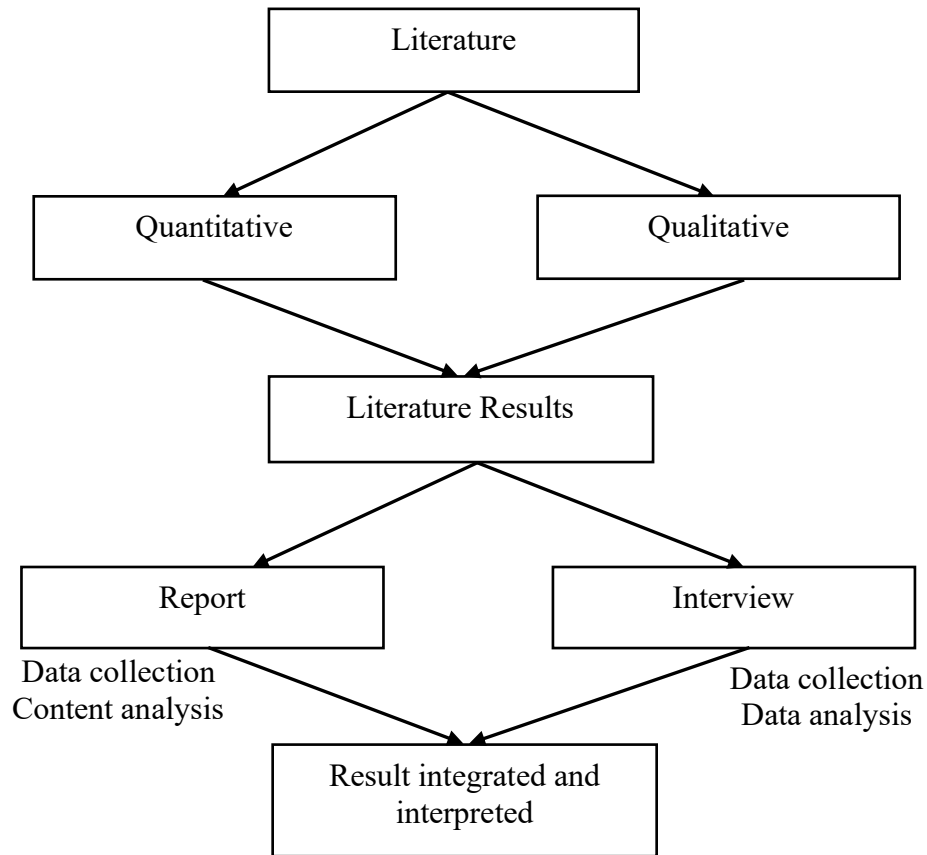 Literature
Quantitative
Qualitative
Literature Results
Report
Interview
Data collection
Content analysis
Data collection
Data analysis
Result integrated and
interpreted